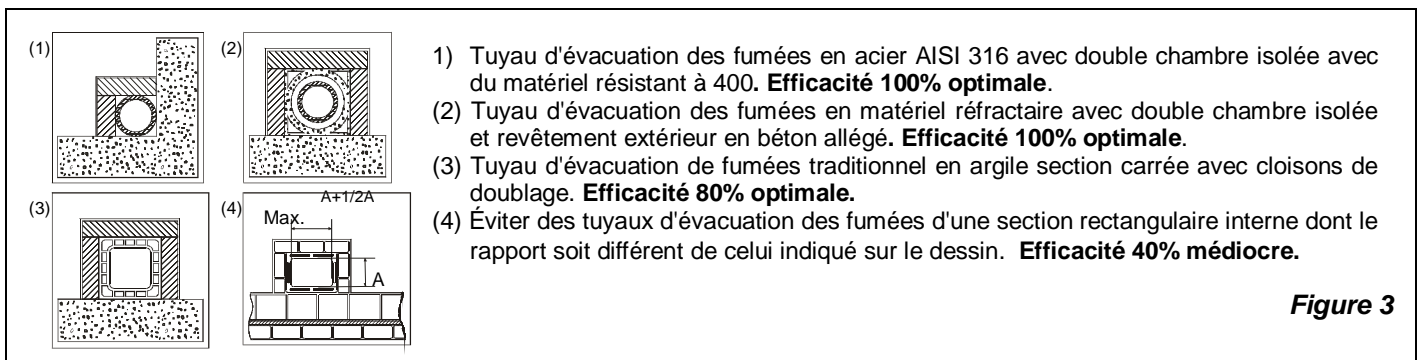 (1)
(2)
(3)
(4)
A+1/2A
Max.
A
1) Tuyau d'évacuation des fumées en acier AISI 316 avec double chambre isolée avec
du matériel résistant à 400. Efficacité 100% optimale.
(2) Tuyau d'évacuation des fumées en matériel réfractaire avec double chambre isolée
et revêtement extérieur en béton allégé. Efficacité 100% optimale.
(3) Tuyau d'évacuation de fumées traditionnel en argile section carrée avec cloisons de
doublage. Efficacité 80% optimale.
(4) Éviter des tuyaux d'évacuation des fumées d'une section rectangulaire interne dont le
rapport soit différent de celui indiqué sur le dessin. Efficacité 40% médiocre.
Figure 3